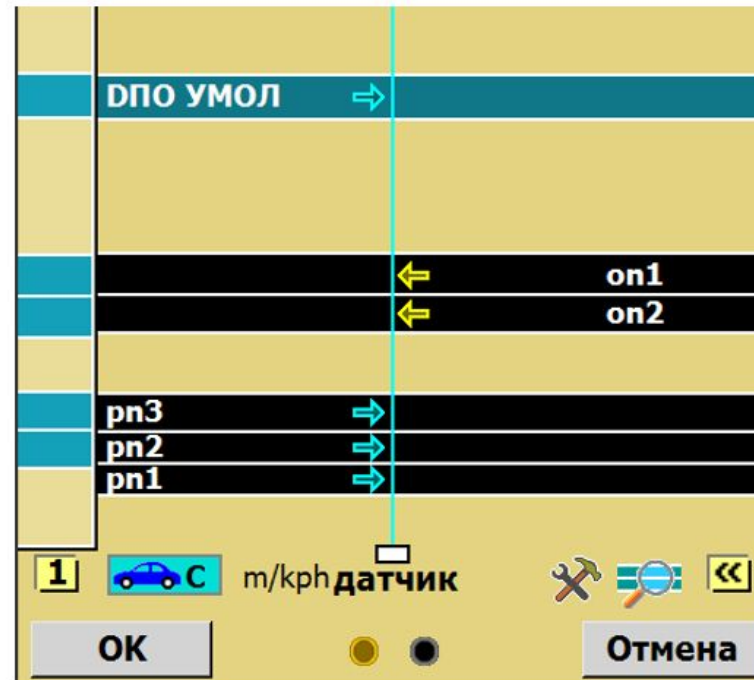 DПО УМОЛ
on1
on2
pn3
pn2
pn1
1 C m/kph датчик «
OK Отмена